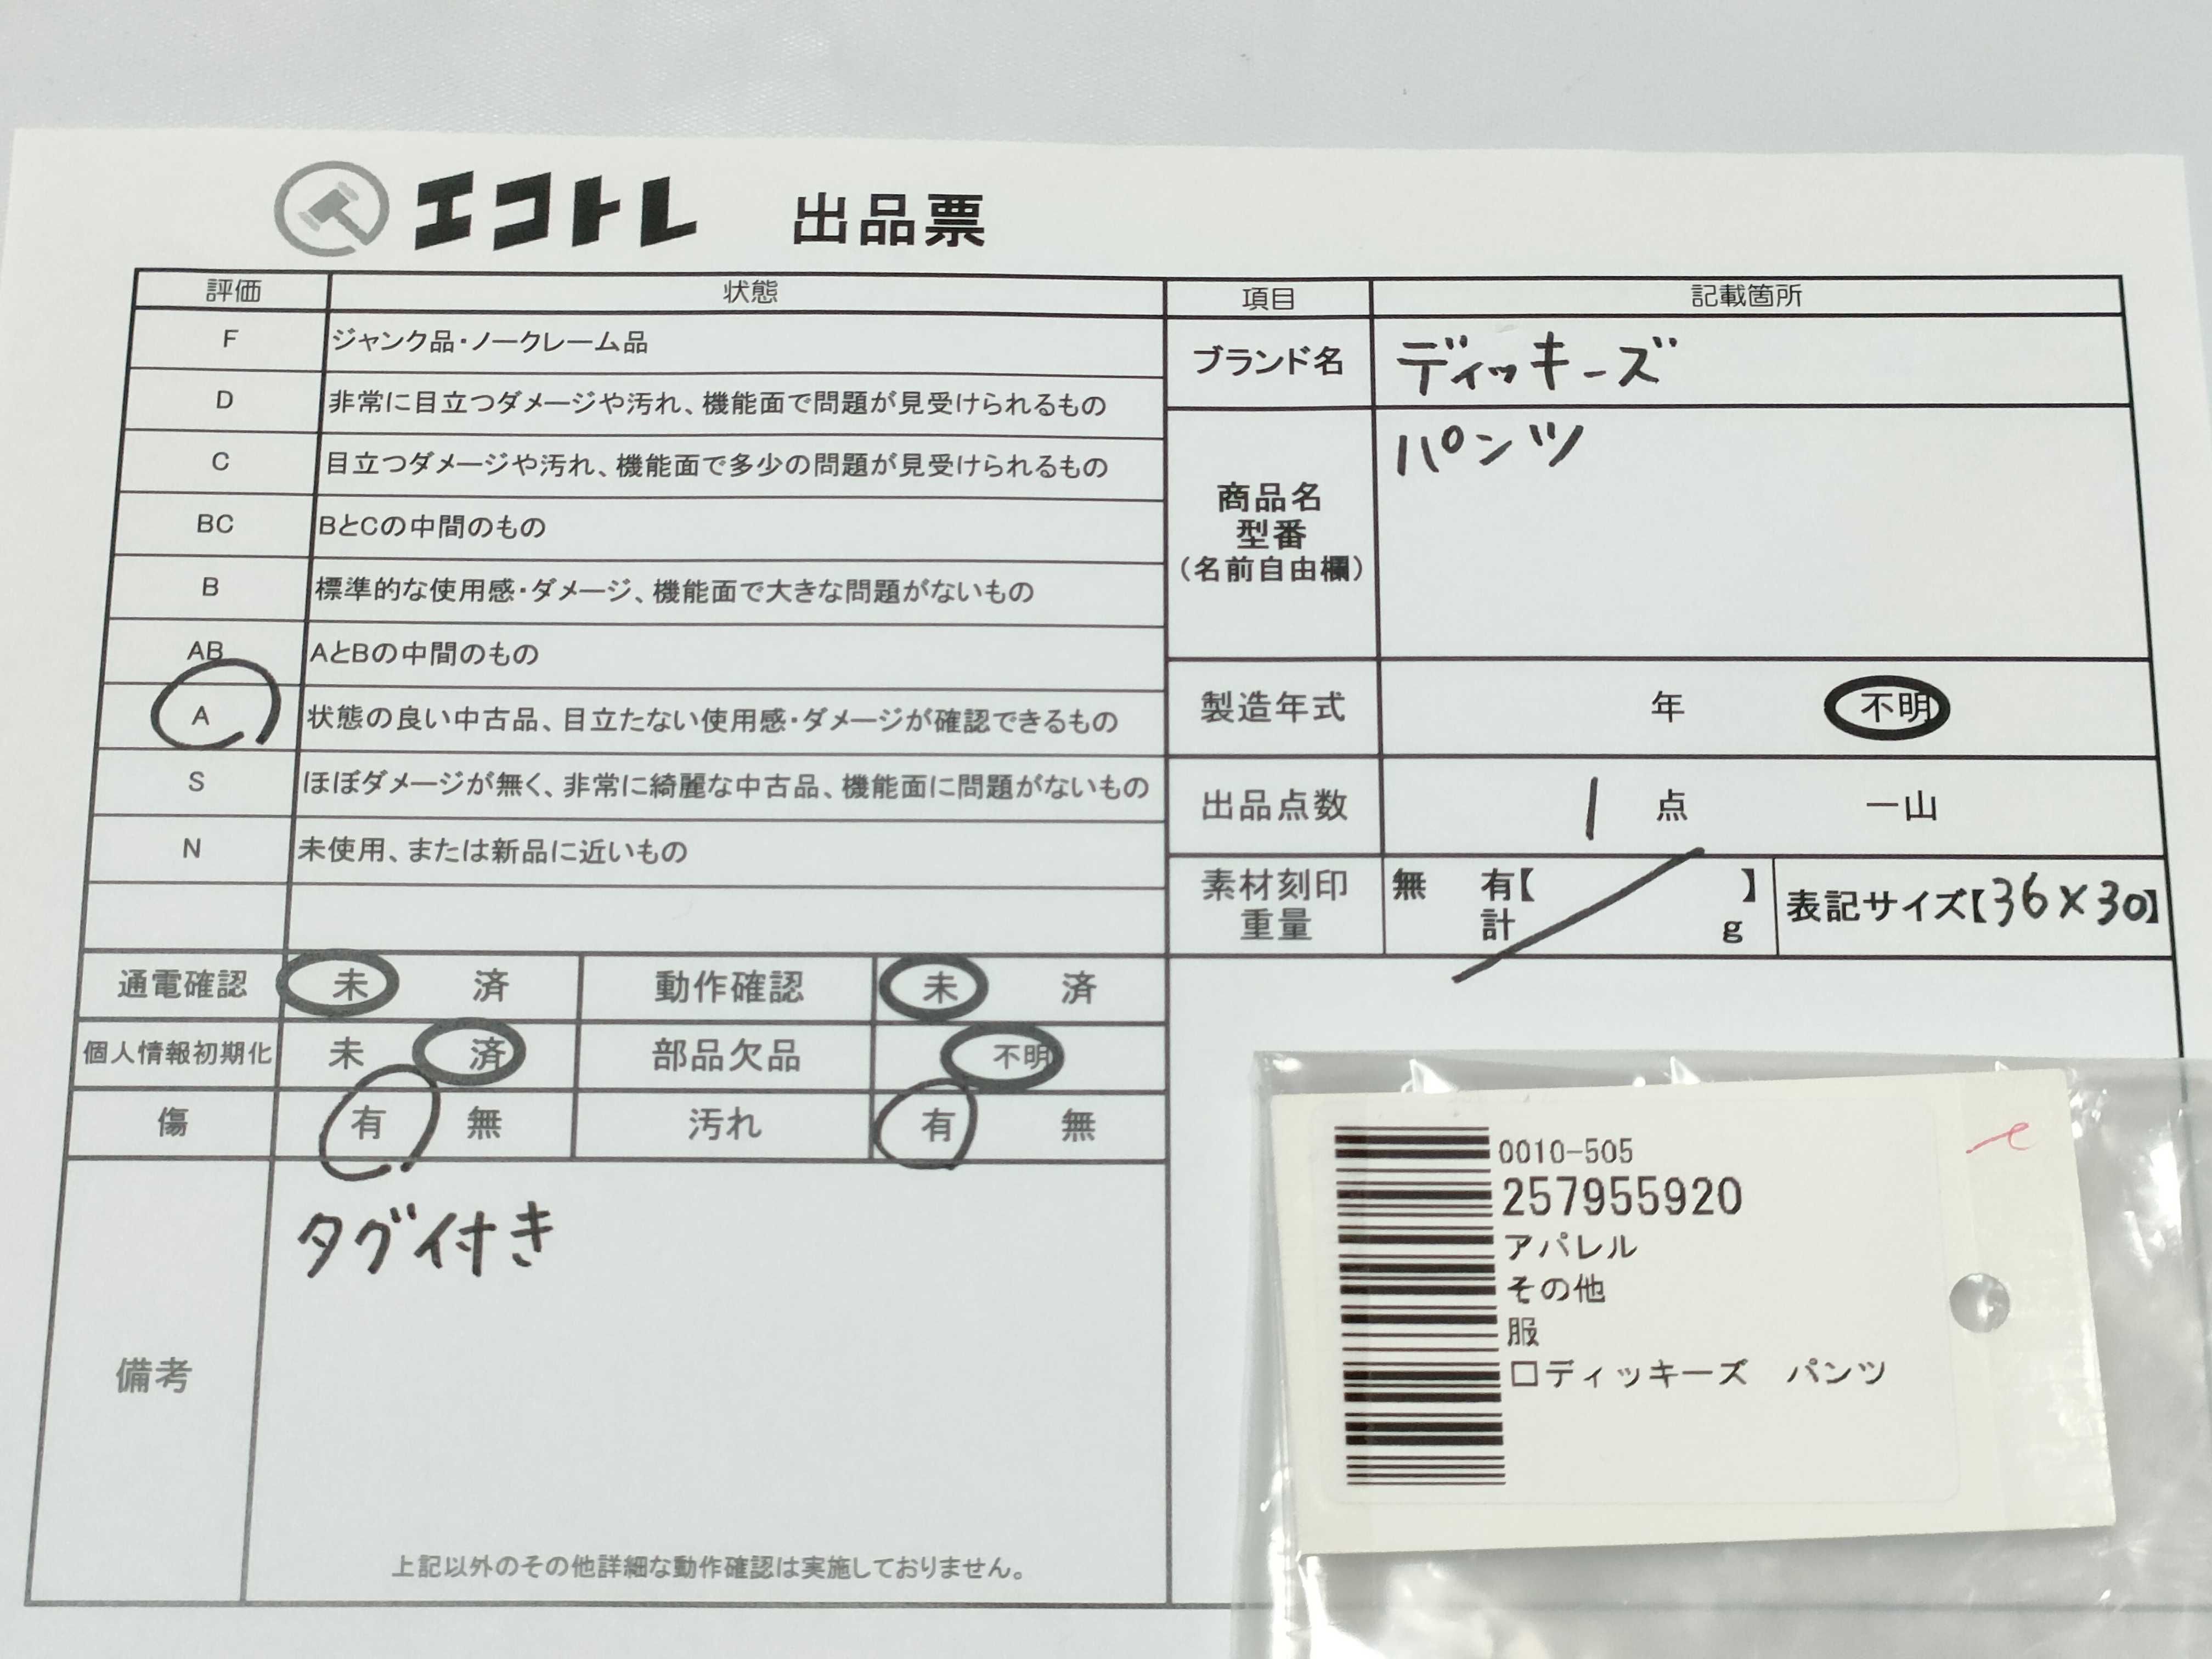 エコトレ 出品票
評価 状態
F ジャンク品・ノークレーム品
D 非常に目立つダメージや汚れ、機能面で問題が見受けられるもの
C 目立つダメージや汚れ、機能面で多少の問題が見受けられるもの
BC BとCの中間のもの
B 標準的な使用感・ダメージ、機能面で大きな問題がないもの
AB AとBの中間のもの
A 状態の良い中古品、目立たない使用感・ダメージが確認できるもの
S ほぼダメージが無く、非常に綺麗な中古品、機能面に問題がないもの
N 未使用、または新品に近いもの
通電確認 未 済 動作確認 未 済
個人情報初期化 未 済 部品欠品 不明
傷 有 無 汚れ 有 無
備考
タグ付き
上記以外のその他詳細な動作確認は実施しておりません。
項目 記載箇所
ブランド名 ディッキーズ
商品名
型番
(名前自由欄)
パンツ
製造年式 年 不明
出品点数 1 点 一山
素材刻印 無 有【 】
重量 計 g
表記サイズ【36×30】
0010-505
257955920
アパレル
その他
服
□ディッキーズ パンツ